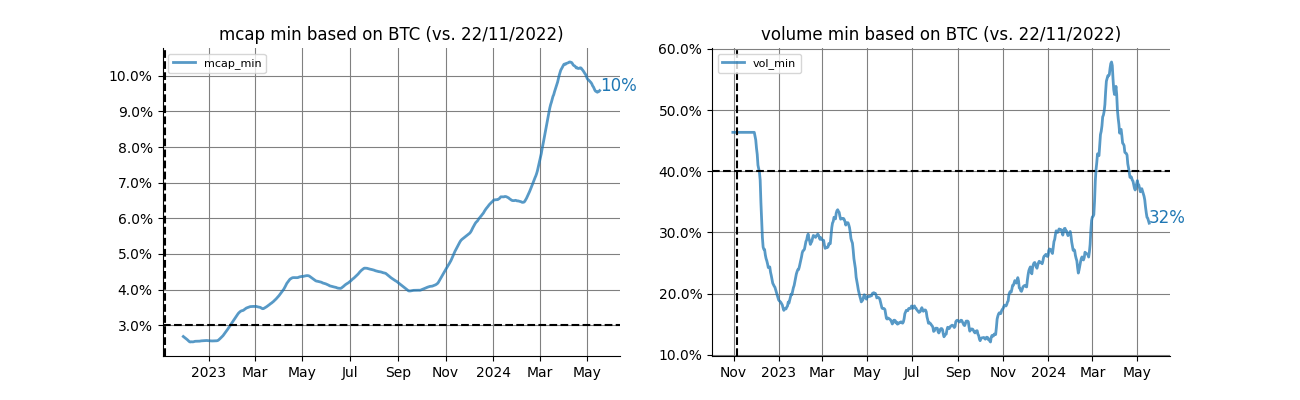 mcap min based on BTC (vs. 22/11/2022)
mcap_min
10.0%
9.0%
8.0%
7.0%
6.0%
5.0%
4.0%
3.0%
10%
2023 Mar May Jul Sep Nov 2024 Mar May
volume min based on BTC (vs. 22/11/2022)
vol_min
60.0%
50.0%
40.0%
30.0%
20.0%
10.0%
32%
Nov 2023 Mar May Jul Sep Nov 2024 Mar May